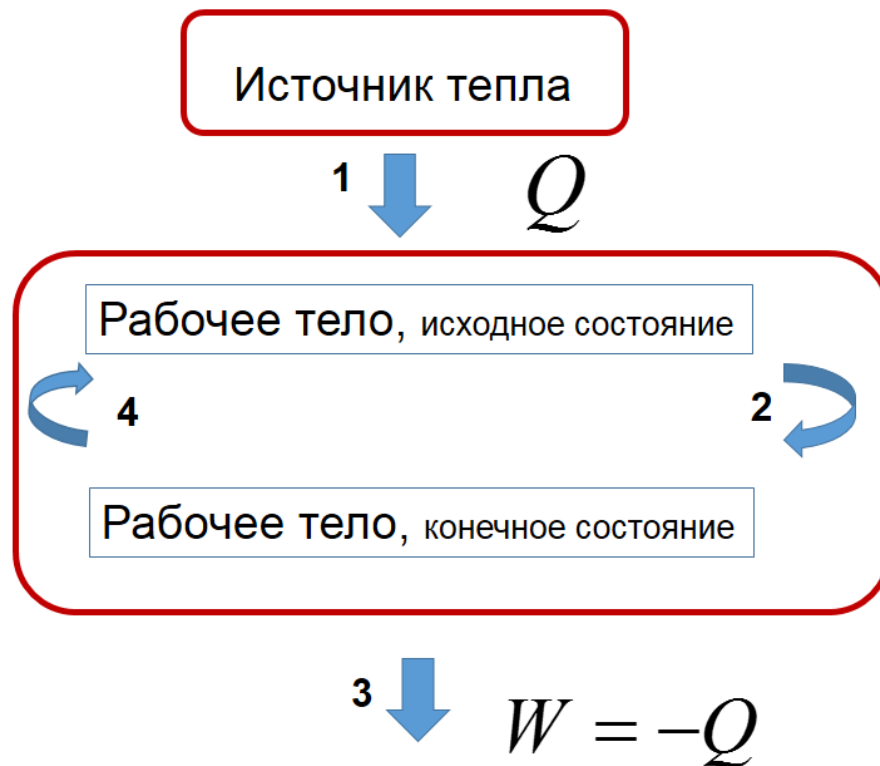 Источник тепла
1
Q
Рабочее тело, исходное состояние
4
2
Рабочее тело, конечное состояние
3
W = −Q